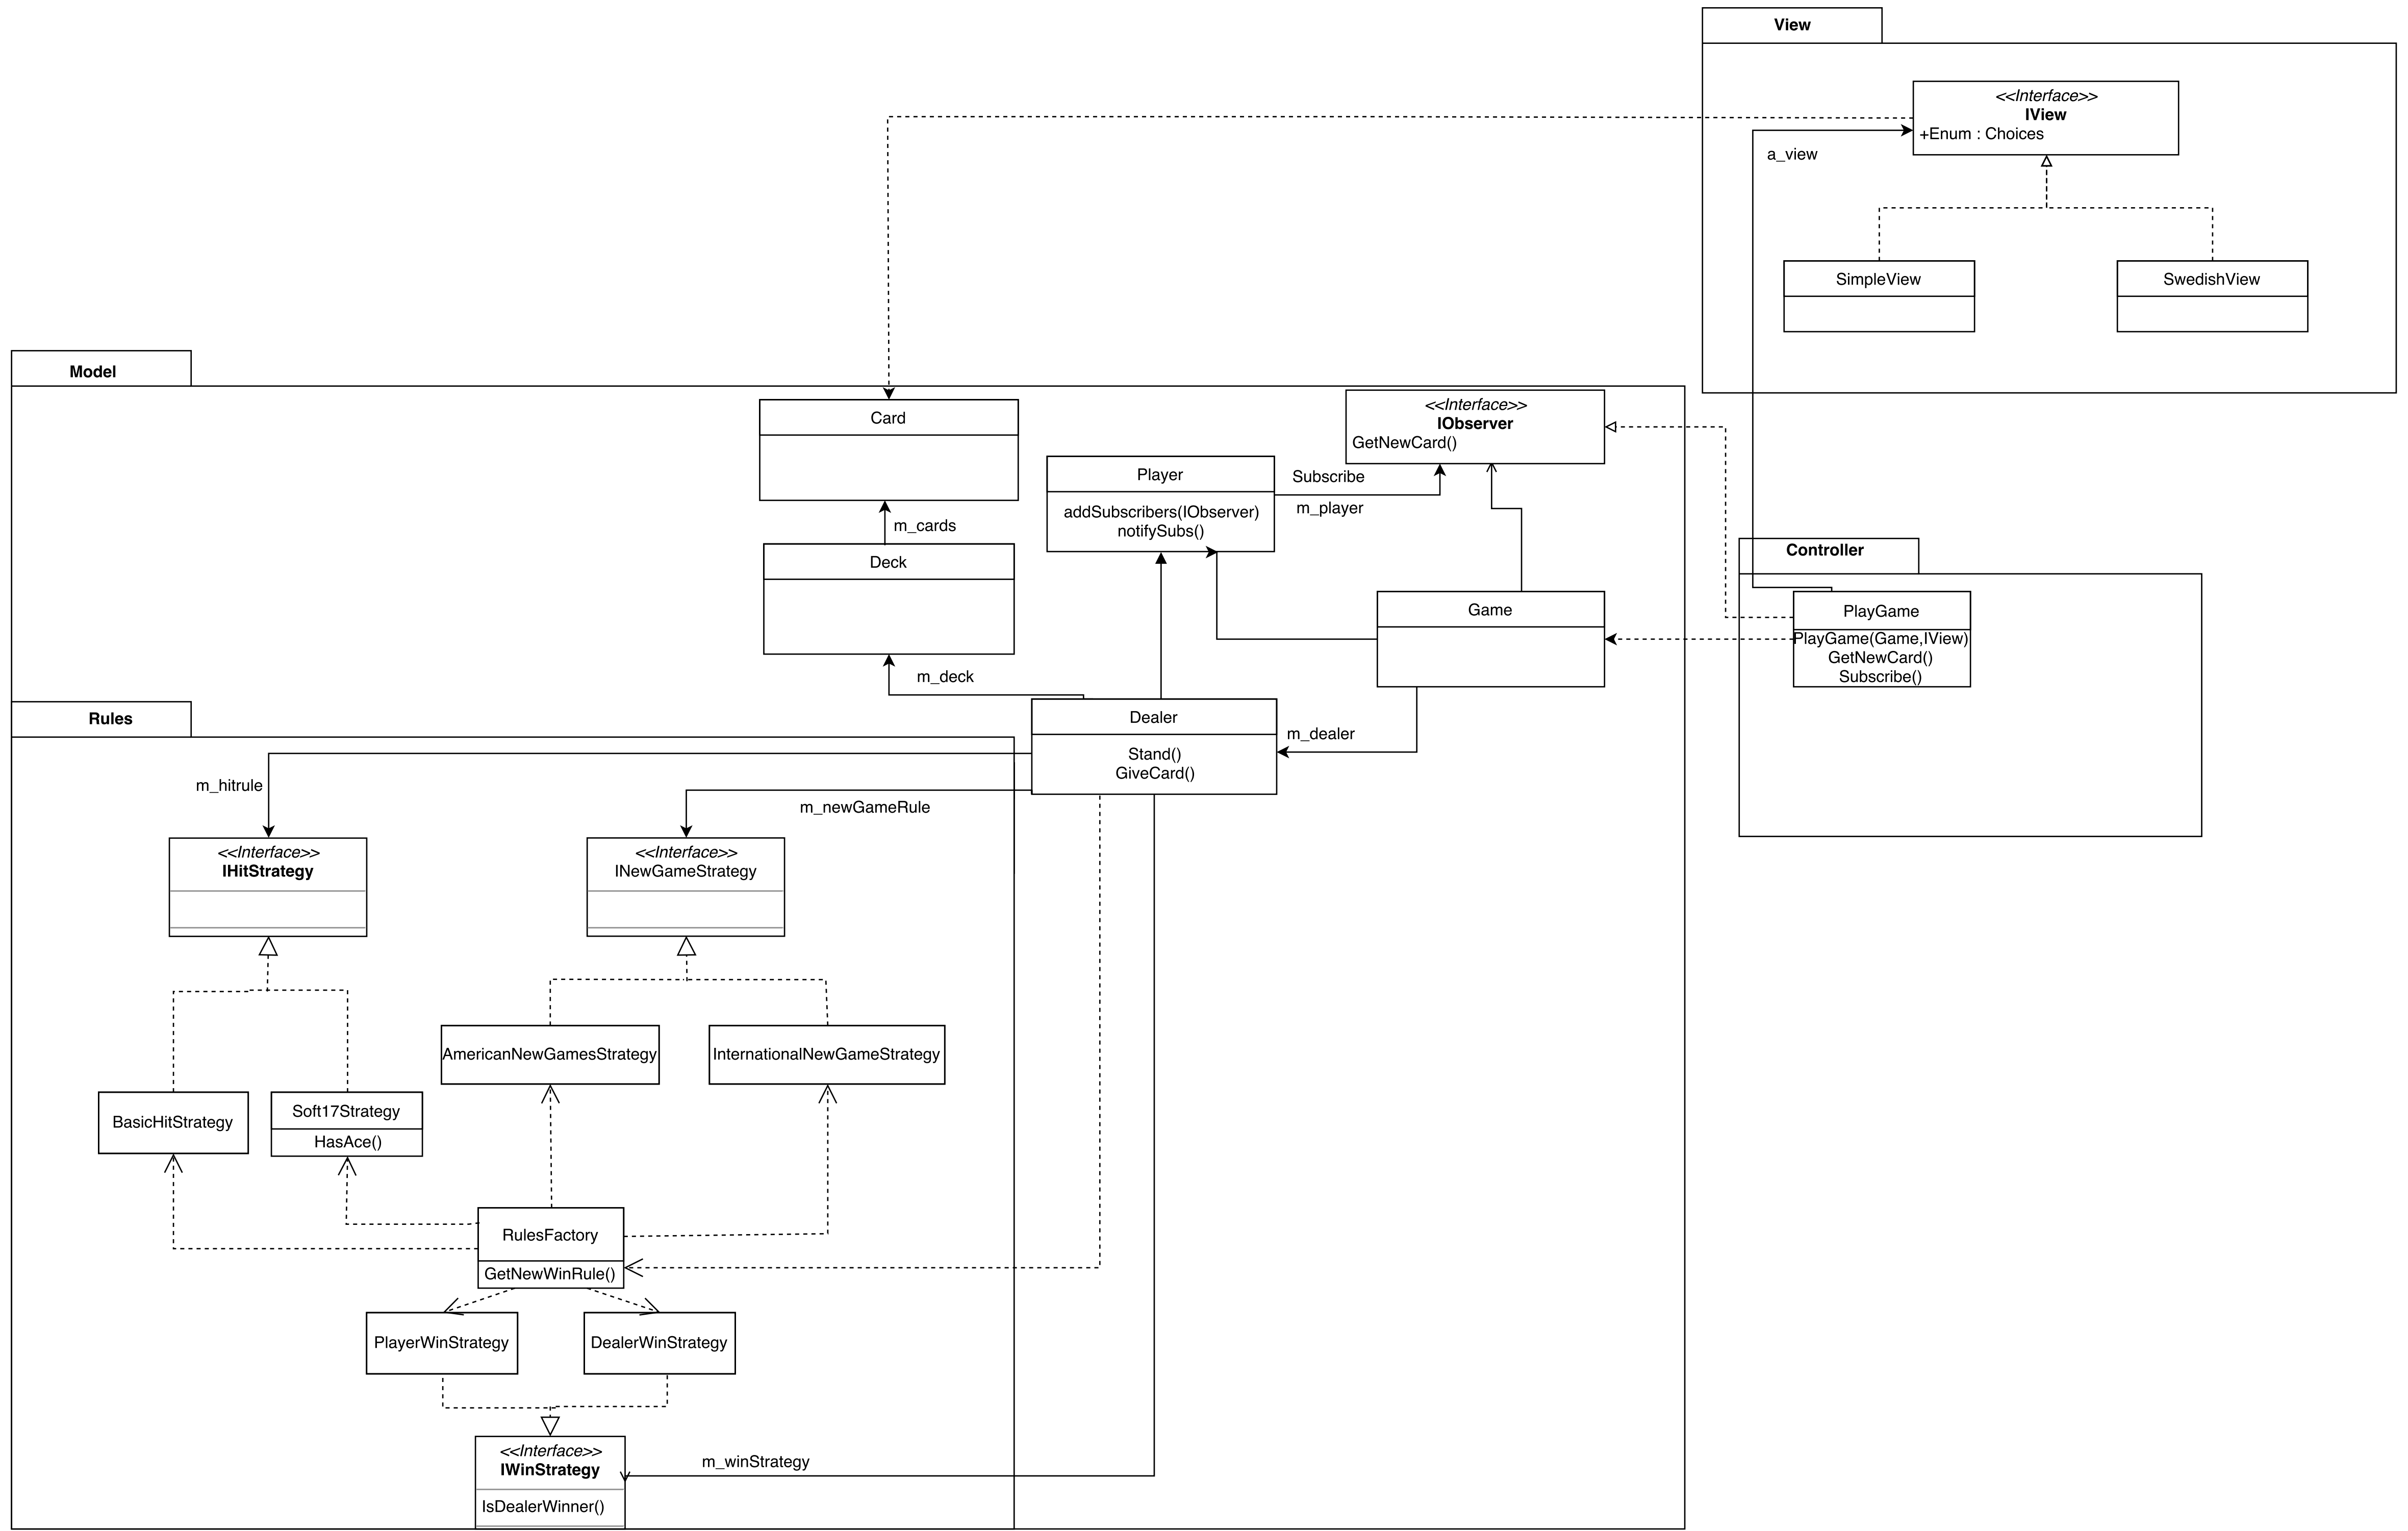 View
<<Interface>>
IView
+Enum : Choices
a_view
SimpleView
SwedishView
Model
Card
<<Interface>>
IObserver
GetNewCard()
Player
Subscribe
addSubscribers(IObserver)
m_player
notifySubs()
m_cards
Deck
Controller
Game
PlayGame
PlayGame(Game,IView)
GetNewCard()
Subscribe()
m_deck
Rules
Dealer
m_dealer
Stand()
GiveCard()
m_hitrule
m_newGameRule
<<Interface>>
IHitStrategy
<<Interface>>
INewGameStrategy
AmericanNewGamesStrategy
InternationalNewGameStrategy
BasicHitStrategy
Soft17Strategy
HasAce()
RulesFactory
GetNewWinRule()
PlayerWinStrategy
DealerWinStrategy
<<Interface>>
IWinStrategy
m_winStrategy
IsDealerWinner()